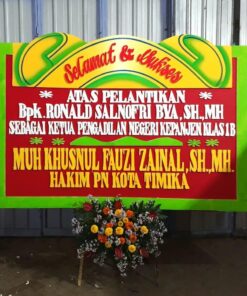 Selamat & Sukses
ATAS PELANTIKAN
Bpk. RONALD SALNOFRI BYA, SH., MH
SEBAGAI KETUA PENGADILAN NEGERI KEPANJEN KLAS 1B
MUH KHUSNUL FAUZI ZAINAL, SH., MH.
HAKIM PN KOTA TIMIKA